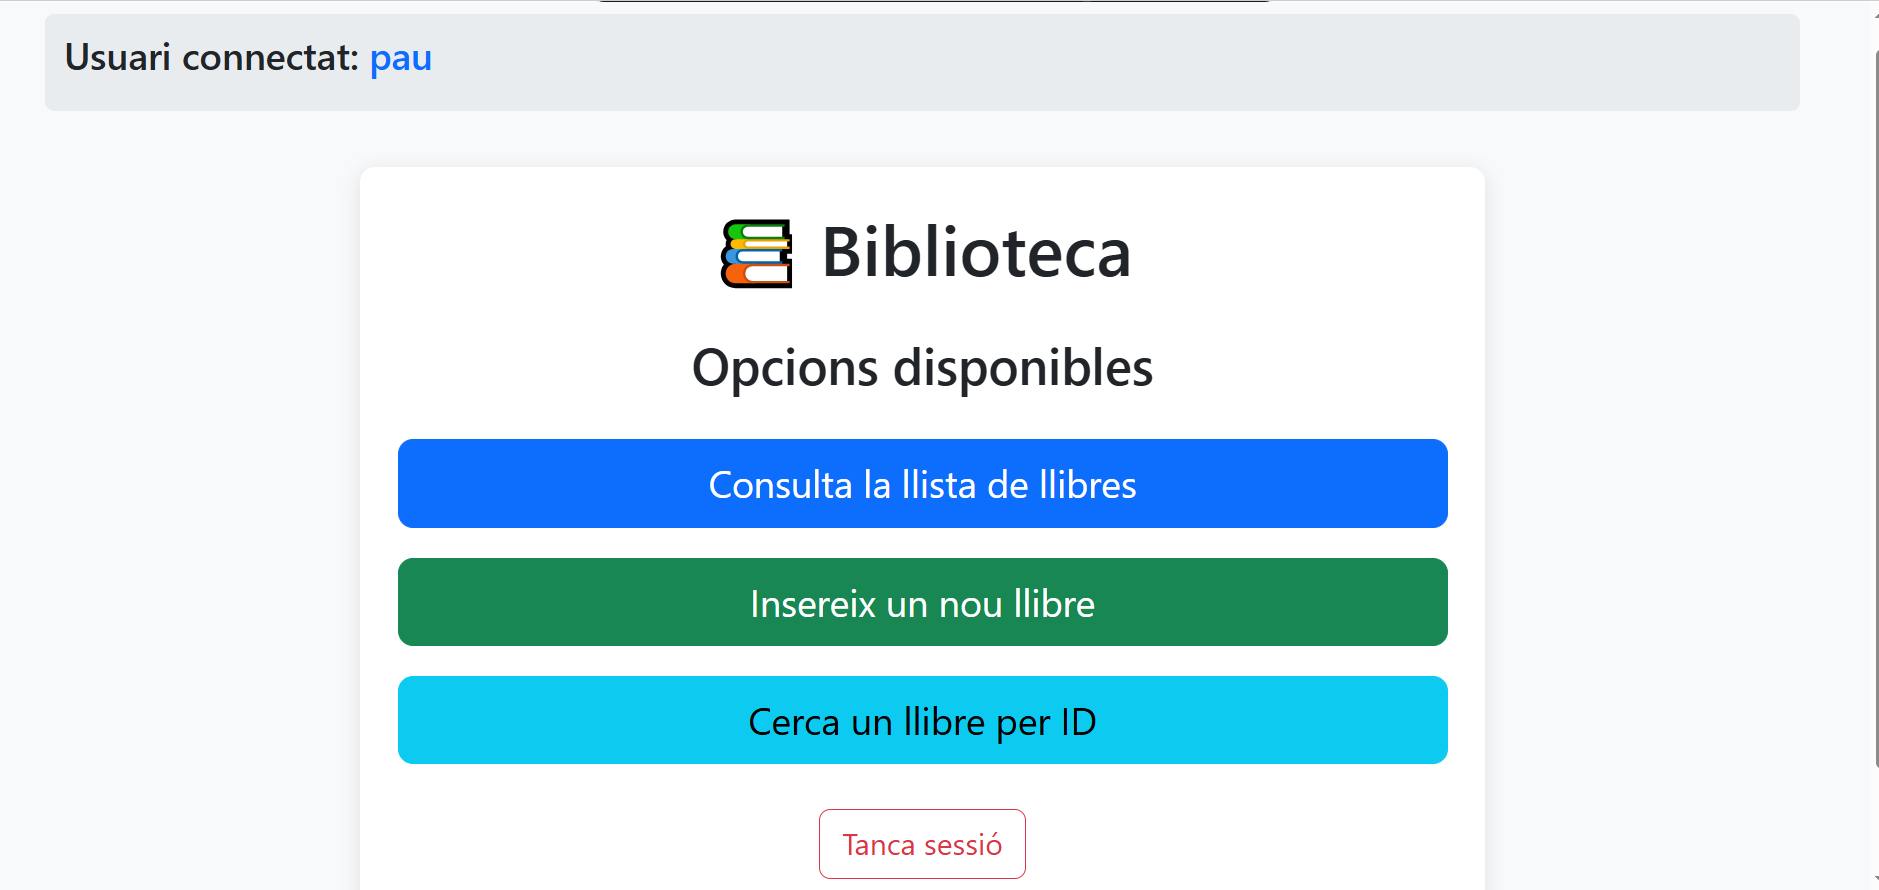 Usuari connectat: pau
Biblioteca
Opcions disponibles
Consulta la llista de llibres
Insereix un nou llibre
Cerca un llibre per ID
Tanca sessió